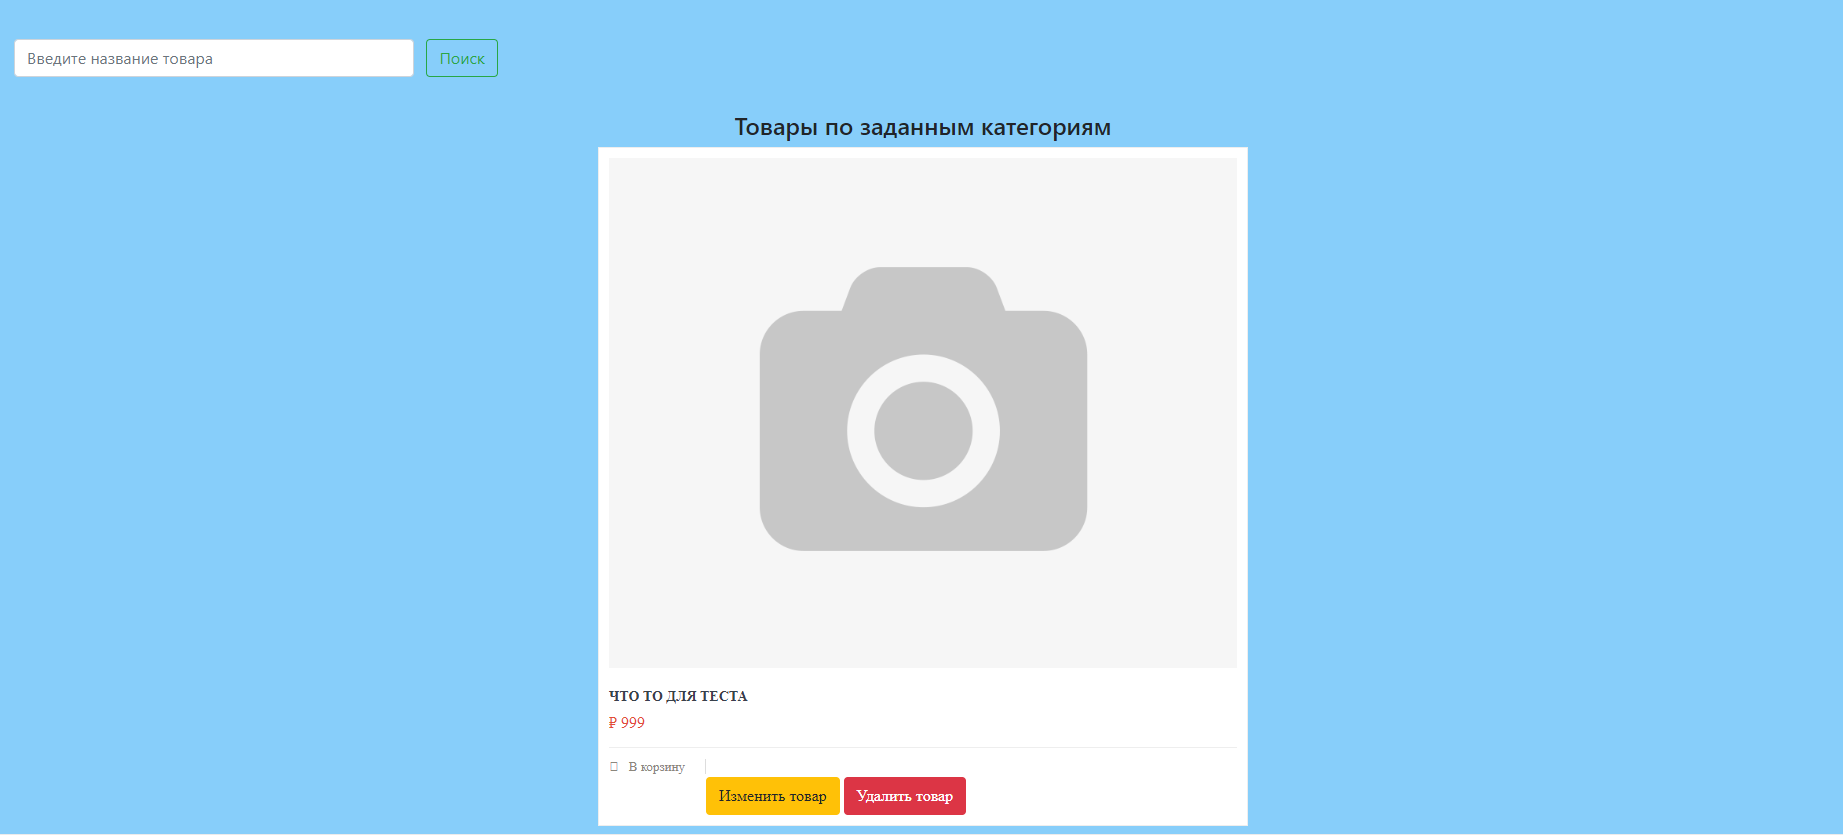 Введите название товара
Поиск
Товары по заданным категориям
ЧТО ТО ДЛЯ ТЕСТА
₽ 999
В корзину
Изменить товар
Удалить товар